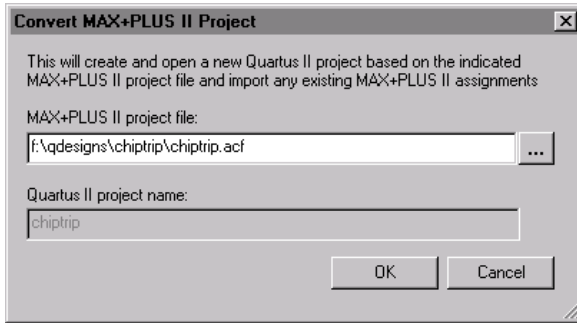 Convert MAX+PLUS II Project
This will create and open a new Quartus II project based on the indicated
MAX+PLUS II project file and import any existing MAX+PLUS II assignments
MAX+PLUS II project file:
f:\qdesigns\chiptrip\chiptrip.acf
...
Quartus II project name:
chiptrip
OK Cancel